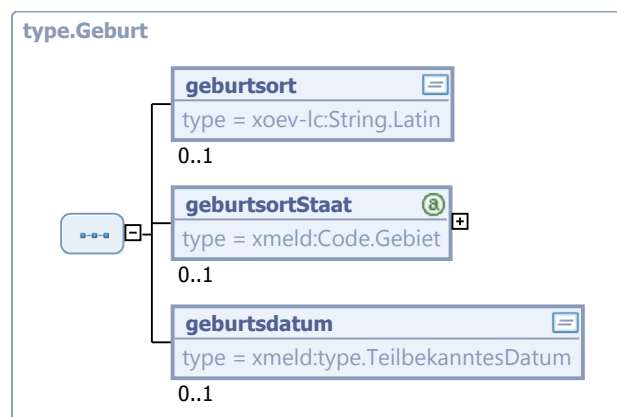 type.Geburt
geburtsort
type = xoev-lc:String.Latin
0..1
geburtsortStaat
type = xmeld:Code.Gebiet
0..1
geburtsdatum
type = xmeld:type.TeilbekanntesDatum
0..1